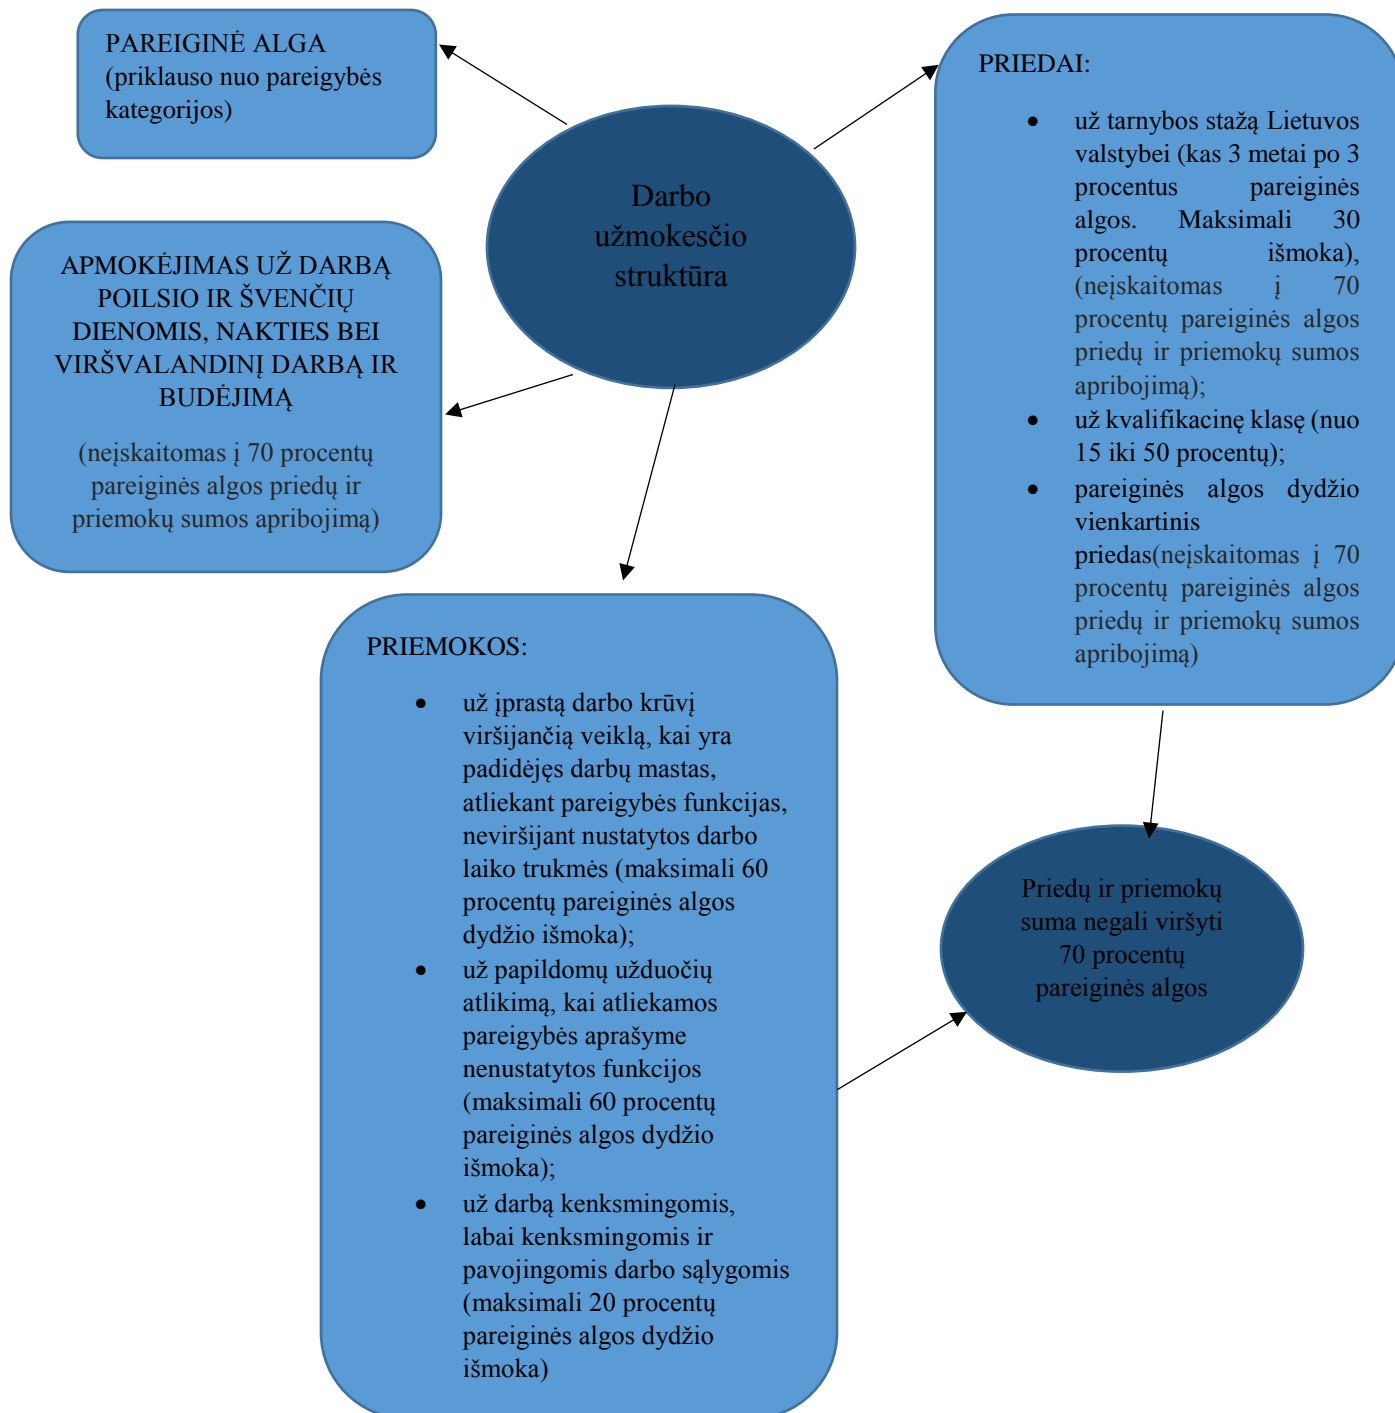 PAREIGINĖ ALGA
(priklauso nuo pareigybės
kategorijos)
Darbo
užmokesčio
struktūra
PRIEDAI:
• už tarnybos stažą Lietuvos
valstybei (kas 3 metai po 3
procentus pareiginės
algos. Maksimali 30
procentų išmoka),
(neįskaitomas į 70
procentų pareiginės algos
priedų ir priemokų sumos
apribojimą);
• už kvalifikacinę klasę (nuo
15 iki 50 procentų);
• pareiginės algos dydžio
vienkartinis
priedas(neįskaitomas į 70
procentų pareiginės algos
priedų ir priemokų sumos
apribojimą)
APMOKĖJIMAS UŽ DARBĄ
POILSIO IR ŠVENČIŲ
DIENOMIS, NAKTIES BEI
VIRŠVALANDINĮ DARBĄ IR
BUDĖJIMĄ
(neįskaitomas į 70 procentų
pareiginės algos priedų ir
priemokų sumos apribojimą)
PRIEMOKOS:
• už įprastą darbo krūvį
viršijančią veiklą, kai yra
padidėjęs darbų mastas,
atliekant pareigybės funkcijas,
neviršijant nustatytos darbo
laiko trukmės (maksimali 60
procentų pareiginės algos
dydžio išmoka);
• už papildomų užduočių
atlikimą, kai atliekamos
pareigybės aprašyme
nenustatytos funkcijos
(maksimali 60 procentų
pareiginės algos dydžio
išmoka);
• už darbą kenksmingomis,
labai kenksmingomis ir
pavojingomis darbo sąlygomis
(maksimali 20 procentų
pareiginės algos dydžio
išmoka)
Priedų ir priemokų
suma negali viršyti
70 procentų
pareiginės algos